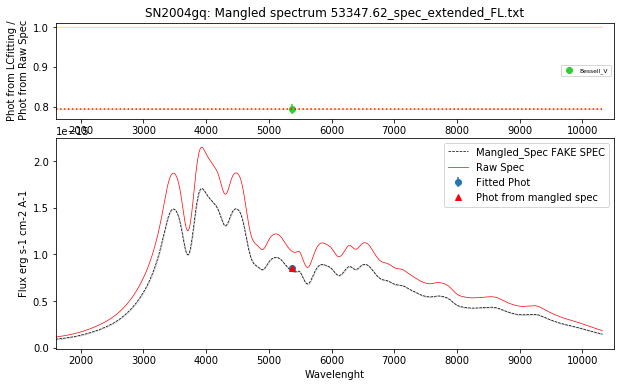 SN2004gq: Mangled spectrum 53347.62_spec_extended_FL.txt
Phot from LCfitting /
Phot from Raw Spec
1.0
0.9
0.8
Bessell_V
2000 3000 4000 5000 6000 7000 8000 9000 10000
Flux erg s-1 cm-2 A-1
2.0
1.5
1.0
0.5
0.0
Mangled_Spec FAKE SPEC
Raw Spec
Fitted Phot
Phot from mangled spec
2000 3000 4000 5000 6000 7000 8000 9000 10000
Wavelenght